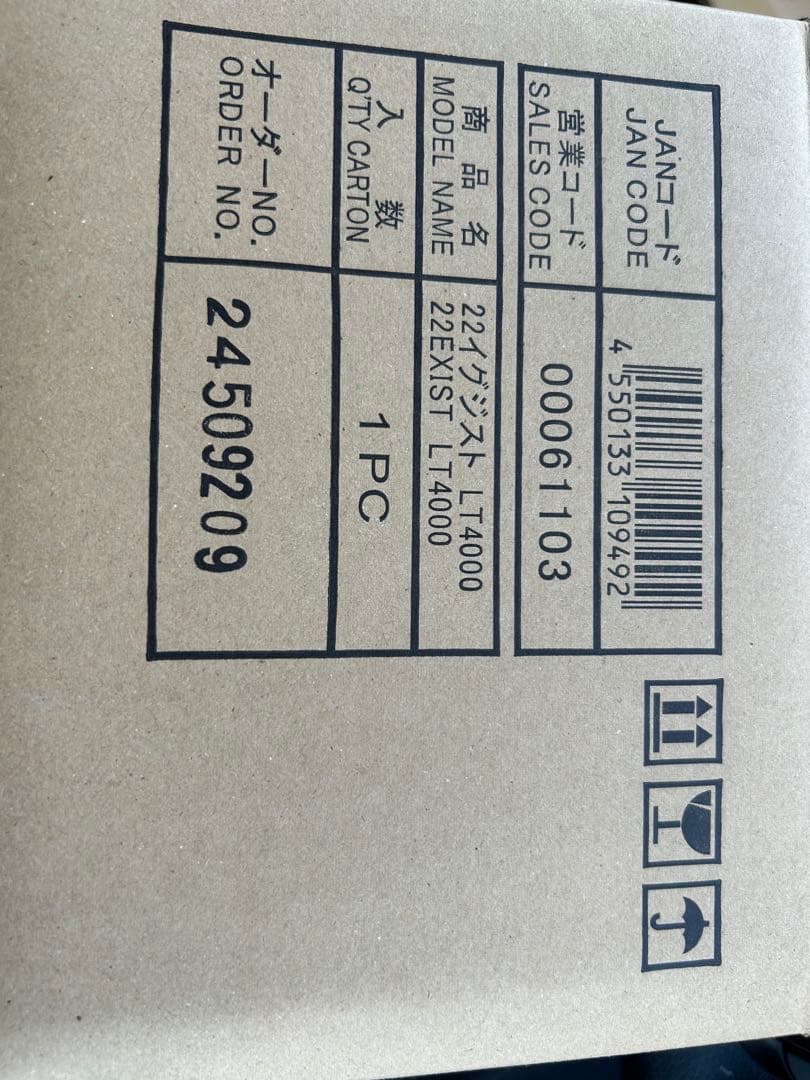 JANコード
JAN CODE
4 550133 109492
営業コード
SALES CODE
00061103
商品名
MODEL NAME
22イグジスト LT4000
22EXIST LT4000
入数
Q'TY CARTON
1 PC
オーダーNO.
ORDER NO.
24509209